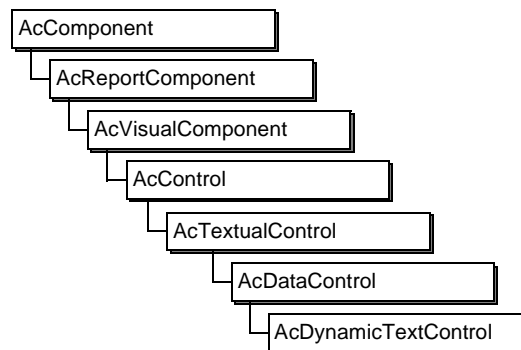 AcComponent
AcReportComponent
AcVisualComponent
AcControl
AcTextualControl
AcDataControl
AcDynamicTextControl